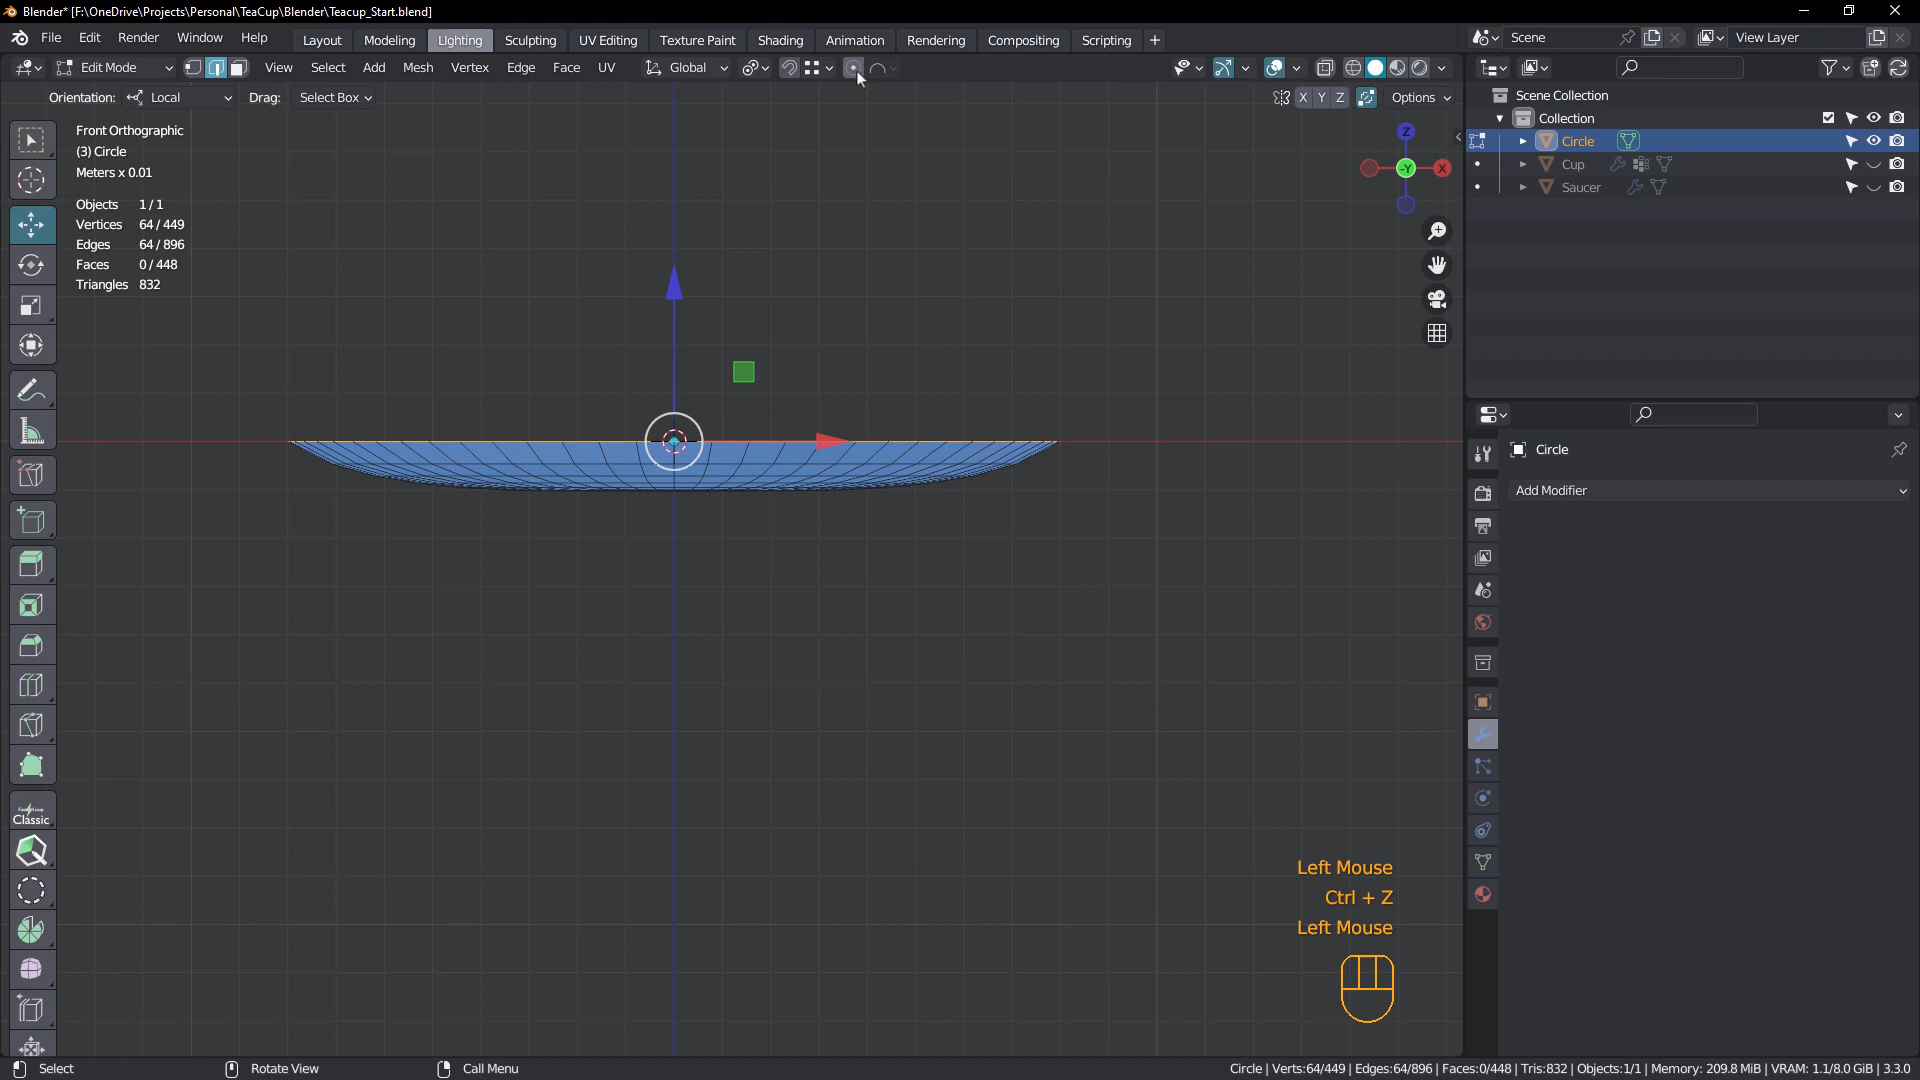 Blender* [F:\OneDrive\Projects\Personal\TeaCup\Blender\Teacup_Start.blend]
File Edit Render Window Help Layout Modeling Lighting Sculpting UV Editing Texture Paint Shading Animation Rendering Compositing Scripting + Scene View Layer
Edit Mode View Select Add Mesh Vertex Edge Face UV Global
Orientation: Local Drag: Select Box X Y Z Options
Scene Collection
Collection
Circle
Cup
Saucer
Front Orthographic
(3) Circle
Meters x 0.01
Objects 1/1
Vertices 64/449
Edges 64/896
Faces 0/448
Triangles 832
Z
-Y
X
Circle
Add Modifier
Classic
Left Mouse
Ctrl + Z
Left Mouse
Select Rotate View Call Menu Circle | Verts:64/449 | Edges:64/896 | Faces:0/448 | Tris:832 | Objects:1/1 | Memory: 209.8 MiB | VRAM: 1.1/8.0 GiB | 3.3.0